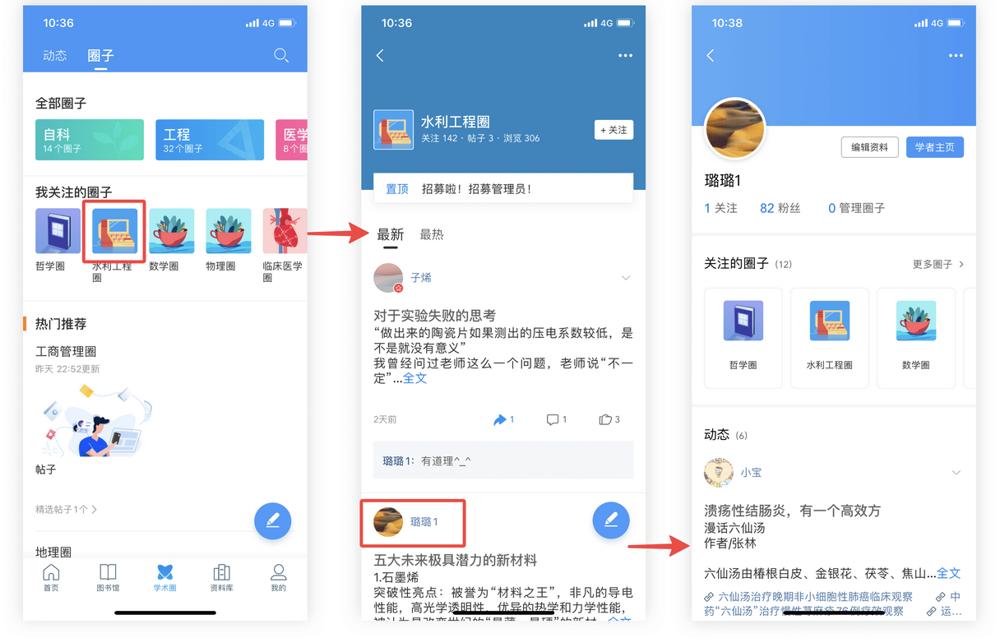 10:36
4G
动态
圈子
全部圈子
自科
14个圈子
工程
32个圈子
医学
8个圈
我关注的圈子
哲学圈
水利工程
圈
数学圈
物理圈
临床医学
圈
热门推荐
工商管理圈
昨天 22:52更新
帖子
精选帖子1个
地理圈
首页
图书馆
学术圈
资料库
我的
10:36
4G
水利工程圈
关注 142 · 帖子 3 · 浏览 306
+ 关注
置顶 招募啦！招募管理员！
最新
最热
子烯
对于实验失败的思考
“做出来的陶瓷片如果测出的压电系数较低，是
不是就没有意义”
我曾经问过老师这么一个问题，老师说“不一
定”...全文
2天前
1
1
3
璐璐1：有道理^_^
璐璐1
五大未来极具潜力的新材料
1.石墨烯
突破性亮点：被誉为“材料之王”，非凡的导电
性能，高光学透明性，优异的热学和力学性能，
10:38
4G
编辑资料
学者主页
璐璐1
1 关注
82 粉丝
0 管理圈子
关注的圈子 (12)
更多圈子
哲学圈
水利工程圈
数学圈
动态 (6)
小宝
溃疡性结肠炎，有一个高效方
漫话六仙汤
作者/张林
六仙汤由椿根白皮、金银花、茯苓、焦山...全文
六仙汤治疗晚期非小细胞性肺癌临床观察 中
药“六仙汤”治疗慢性荨麻疹76例疗效观察 运...